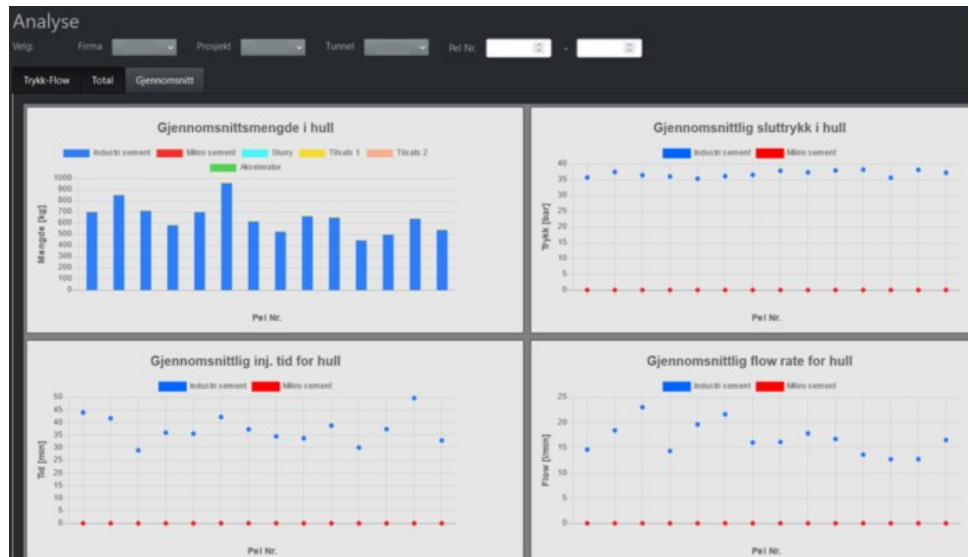 Analyse
Velg: Firma Prosjekt Tunnel Pel Nr. -
Trykk-Flow Total Gjennomsnitt
Gjennomsnittsmengde i hull
Industri sement Mikro sement Slurry Tilsats 1 Tilsats 2
Akselerator
Mengde [kg]
1000
900
800
700
600
500
400
300
200
100
0
Pel Nr.
Gjennomsnittlig sluttrykk i hull
Industri sement Mikro sement
Trykk [bar]
40
35
30
25
20
15
10
5
0
Pel Nr.
Gjennomsnittlig inj. tid for hull
Industri sement Mikro sement
Tid [min]
50
45
40
35
30
25
20
15
10
5
0
Pel Nr.
Gjennomsnittlig flow rate for hull
Industri sement Mikro sement
Flow [l/min]
25
20
15
10
5
0
Pel Nr.